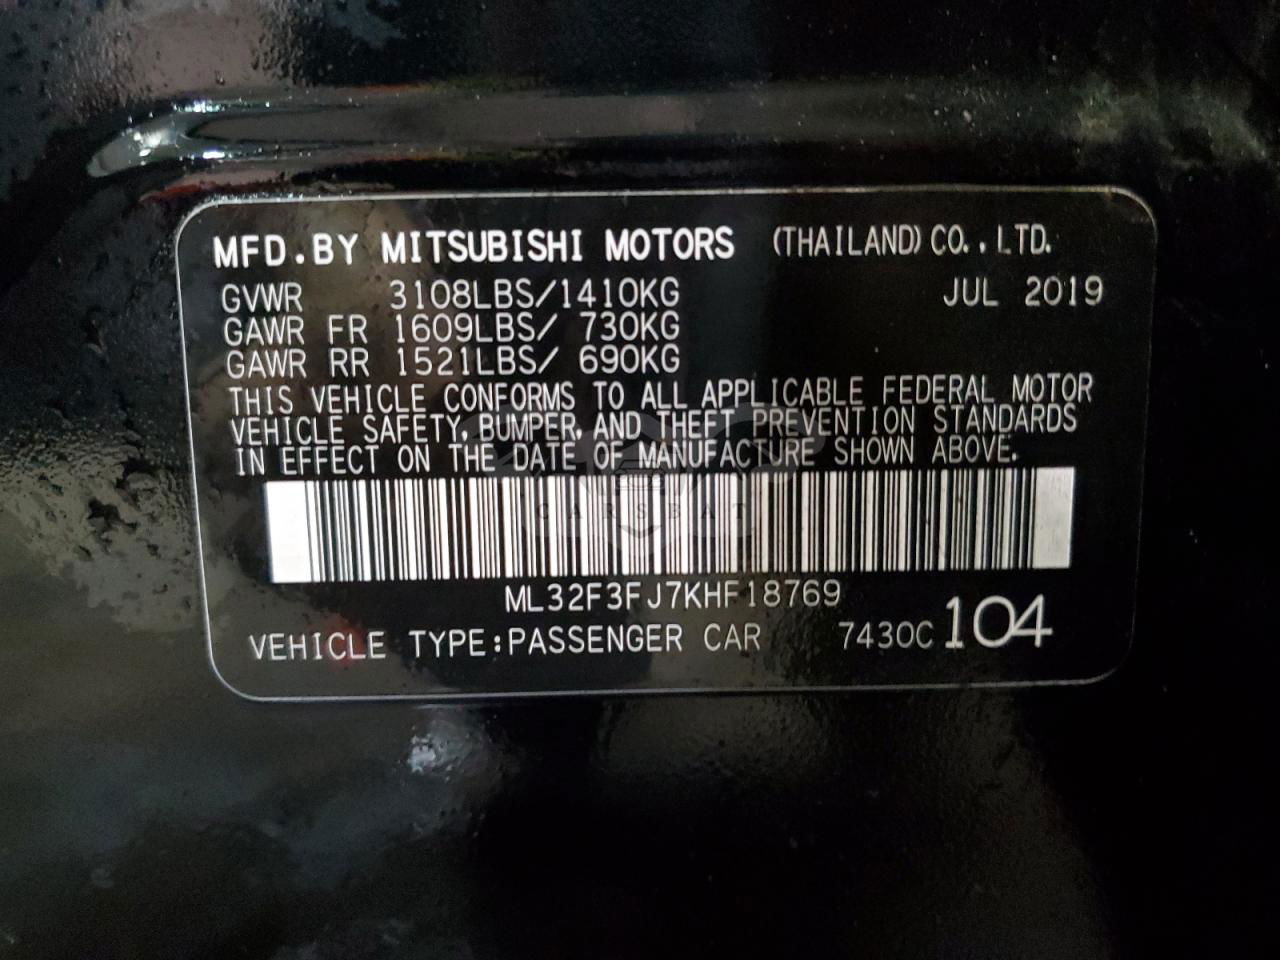 MFD.BY MITSUBISHI MOTORS (THAILAND) CO.,LTD.
GVWR 3108LBS/1410KG JUL 2019
GAWR FR 1609LBS/ 730KG
GAWR RR 1521LBS/ 690KG
THIS VEHICLE CONFORMS TO ALL APPLICABLE FEDERAL MOTOR
VEHICLE SAFETY, BUMPER, AND THEFT PREVENTION STANDARDS
IN EFFECT ON THE DATE OF MANUFACTURE SHOWN ABOVE.
CARSBAT
ML32F3FJ7KHF18769
VEHICLE TYPE:PASSENGER CAR 7430C 104